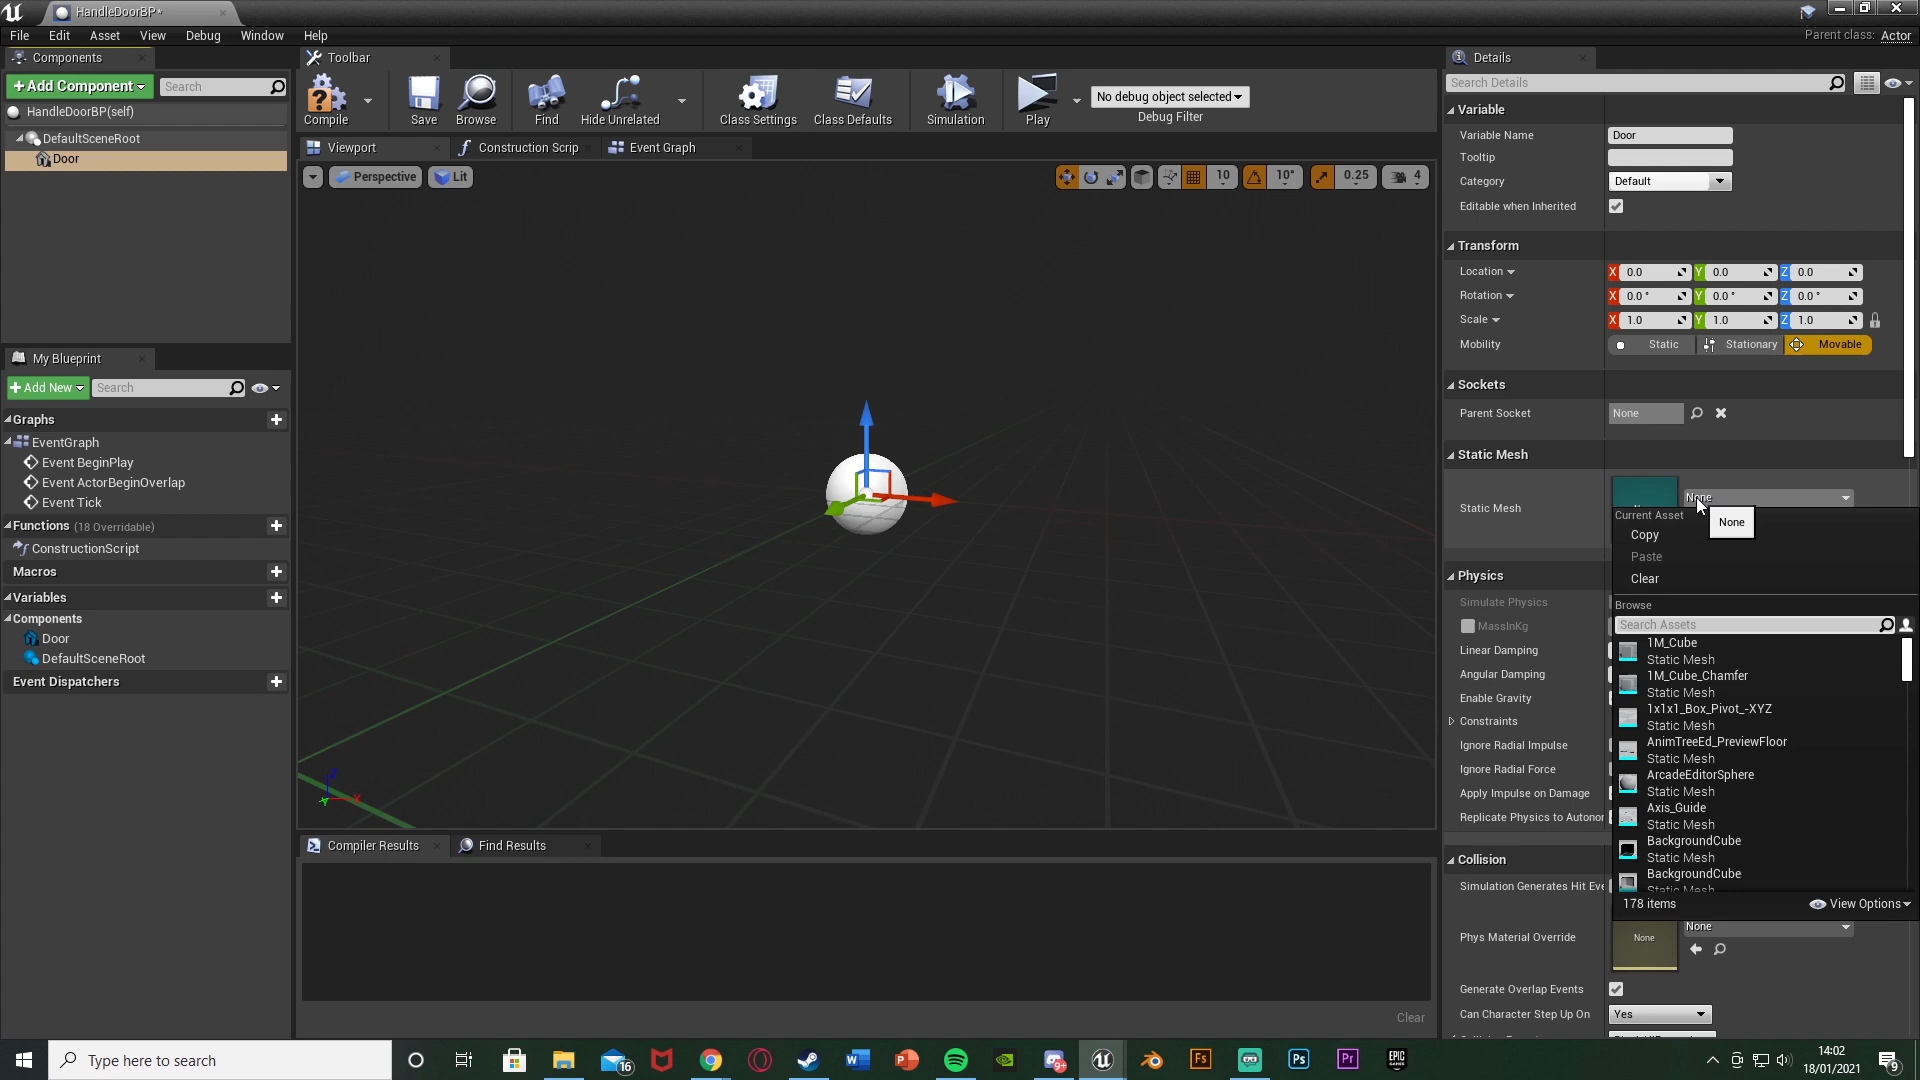 HandleDoorBP*
File Edit Asset View Debug Window Help
Parent class: Actor
Components
Toolbar
Details
+Add Component
Search
Search Details
HandleDoorBP(self)
DefaultSceneRoot
Door
Compile
Save
Browse
Find
Hide Unrelated
Class Settings
Class Defaults
Simulation
Play
No debug object selected
Debug Filter
Viewport
Construction Scrip
Event Graph
Perspective
Lit
10
10°
0.25
4
Variable
Variable Name Door
Tooltip
Category Default
Editable when Inherited
Transform
Location X 0.0 Y 0.0 Z 0.0
Rotation X 0.0 ° Y 0.0 ° Z 0.0 °
Scale X 1.0 Y 1.0 Z 1.0
Mobility Static Stationary Movable
Sockets
Parent Socket None
Static Mesh
Static Mesh None
None
Current Asset
Copy
Paste
Clear
Browse
Search Assets
1M_Cube
Static Mesh
1M_Cube_Chamfer
Static Mesh
1x1x1_Box_Pivot_-XYZ
Static Mesh
AnimTreeEd_PreviewFloor
Static Mesh
ArcadeEditorSphere
Static Mesh
Axis_Guide
Static Mesh
BackgroundCube
Static Mesh
BackgroundCube
Static Mesh
178 items View Options
Physics
Simulate Physics
MassInKg
Linear Damping
Angular Damping
Enable Gravity
Constraints
Ignore Radial Impulse
Ignore Radial Force
Apply Impulse on Damage
Replicate Physics to Autonor
Collision
Simulation Generates Hit Eve
Phys Material Override None
None
Generate Overlap Events
Can Character Step Up On Yes
My Blueprint
+Add New
Search
Graphs
EventGraph
Event BeginPlay
Event ActorBeginOverlap
Event Tick
Functions (18 Overridable)
ConstructionScript
Macros
Variables
Components
Door
DefaultSceneRoot
Event Dispatchers
Z
X
Y
Compiler Results
Find Results
Clear
Type here to search
16
9+
Fs
Ps
Pr
EPIC
GAMES
14:02
18/01/2021
9